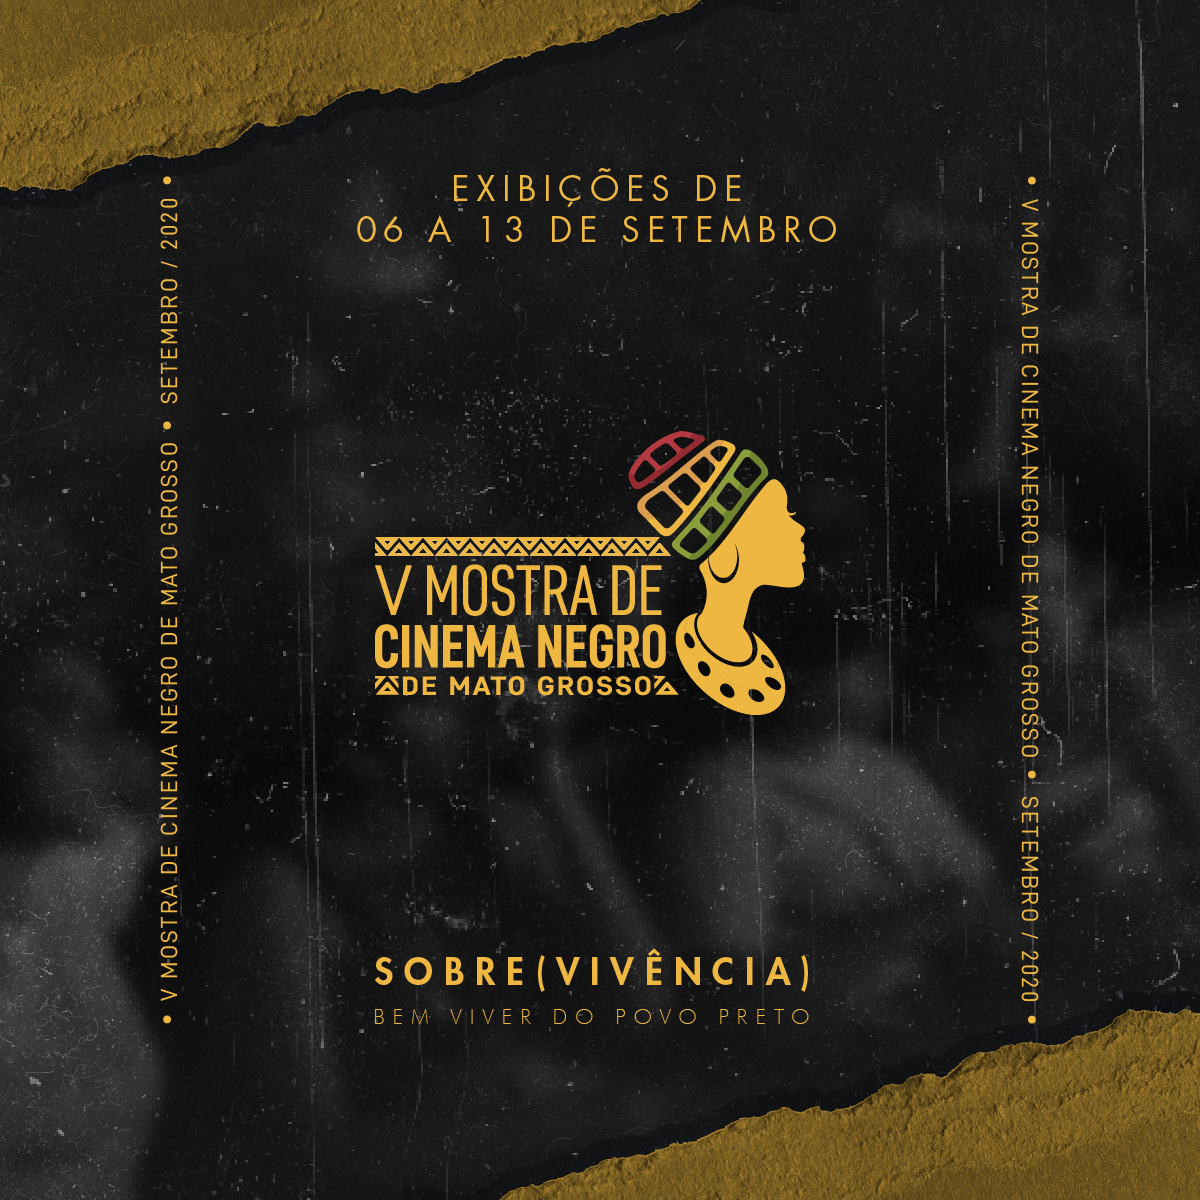 EXIBIÇÕES DE
06 A 13 DE SETEMBRO
• V MOSTRA DE CINEMA NEGRO DE MATO GROSSO • SETEMBRO / 2020 •
• V MOSTRA DE CINEMA NEGRO DE MATO GROSSO • SETEMBRO / 2020 •
V MOSTRA DE
CINEMA NEGRO
DE MATO GROSSO
SOBRE(VIVÊNCIA)
BEM VIVER DO POVO PRETO